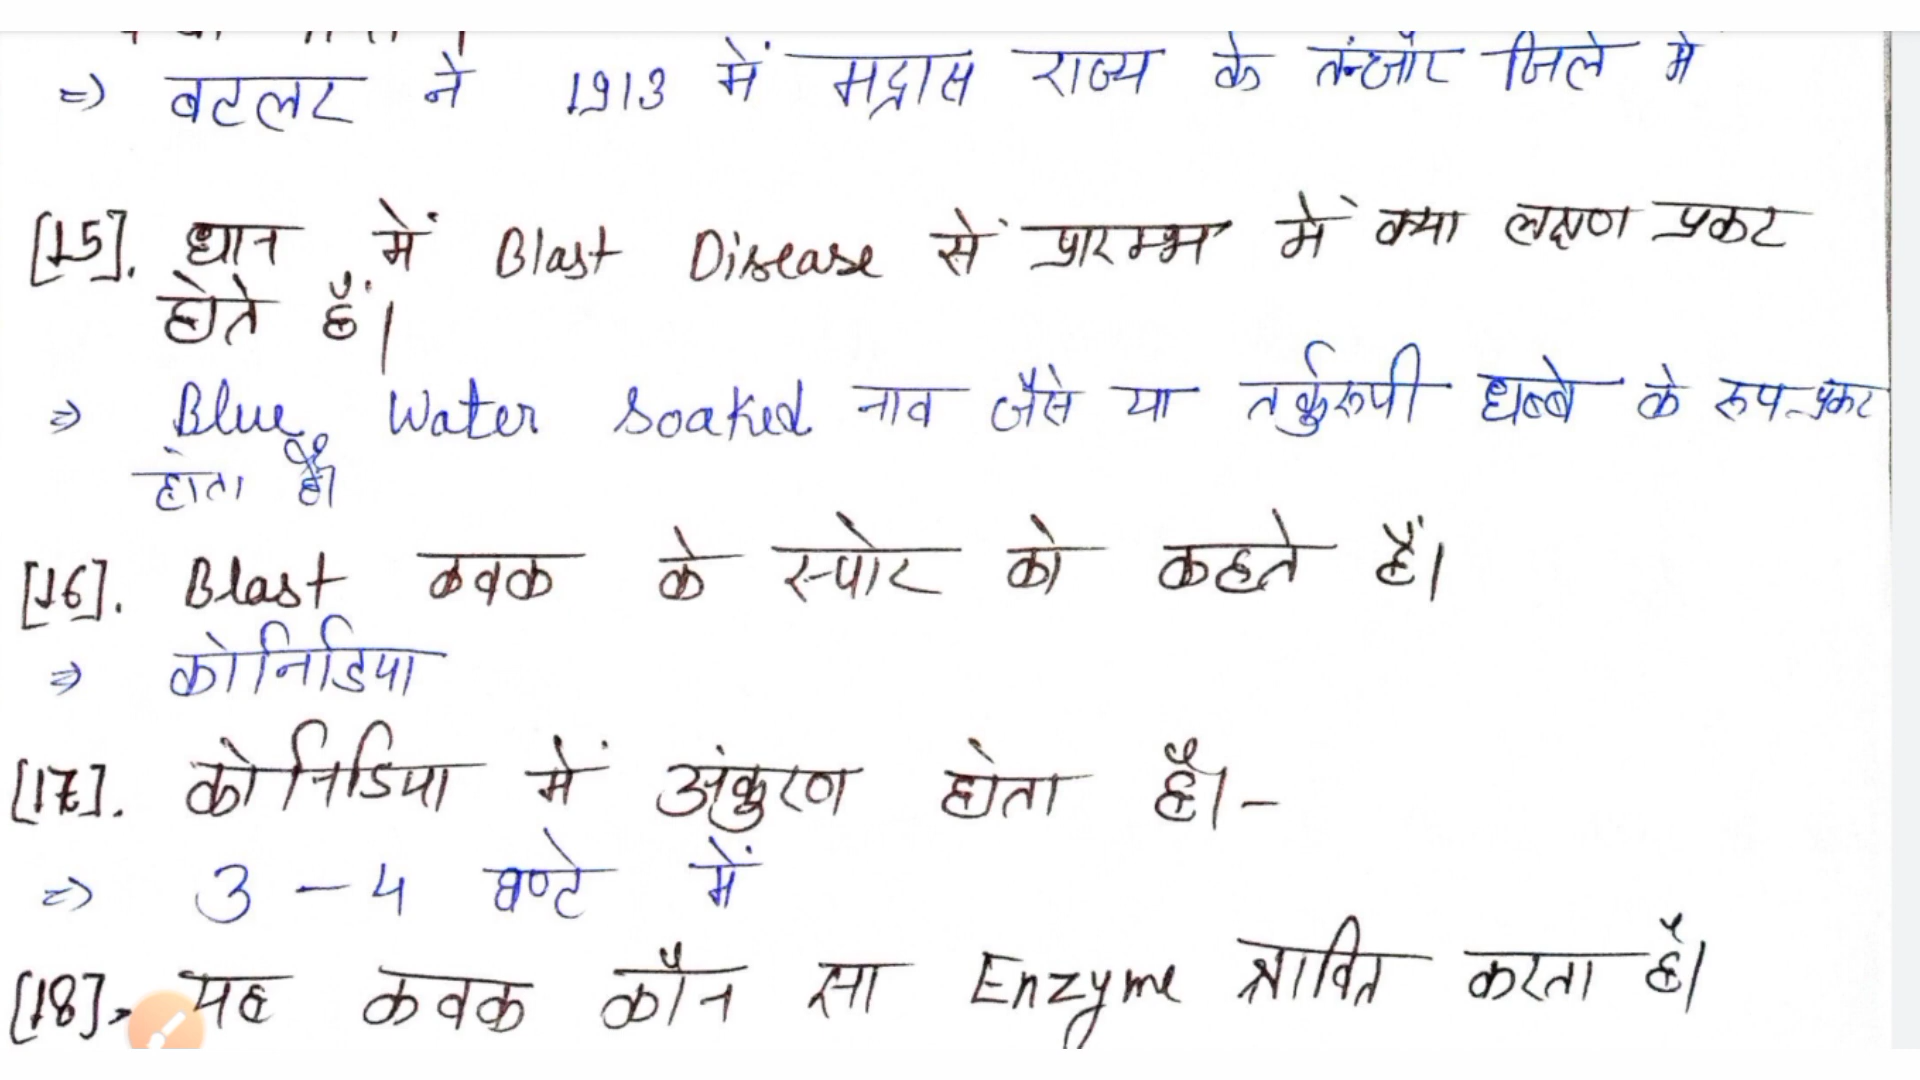 ⇒ बटलर ने 1913 में मद्रास राज्य के तंन्जौर जिले मे
[15]. धान में Blast Disease से प्रारम्भ में क्या लक्षण प्रकट
होते हैं।
⇒ Blue Water Soaked नाव जैसे या तर्कुरूपी धब्बे के रूप प्रकट
होता है।
[16]. Blast कवक के स्पोर को कहते हैं।
⇒ कोनिडिया
[17]. कोनिडिया में अंकुरण होता है। -
⇒ 3 - 4 घण्टे में
[18]. यह कवक कौन सा Enzyme स्रावित करता है।